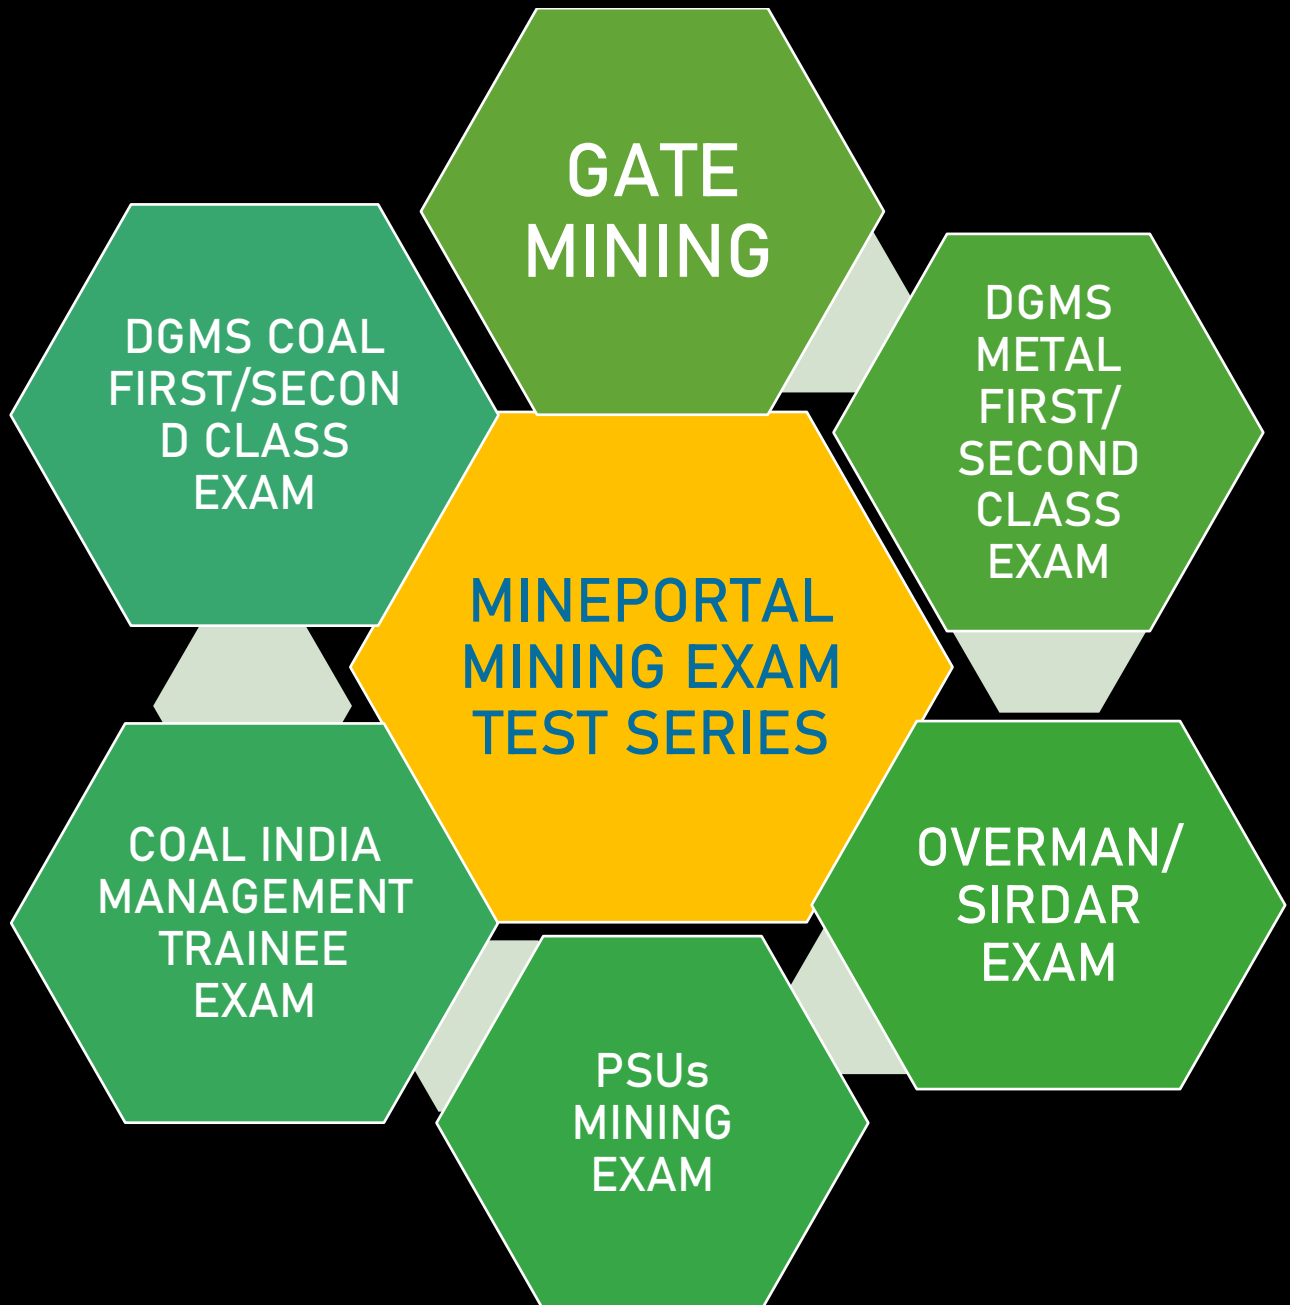 GATE
MINING
DGMS
METAL
FIRST/
SECOND
CLASS
EXAM
OVERMAN/
SIRDAR
EXAM
PSUs
MINING
EXAM
COAL INDIA
MANAGEMENT
TRAINEE
EXAM
DGMS COAL
FIRST/SECON
D CLASS
EXAM
MINEPORTAL
MINING EXAM
TEST SERIES